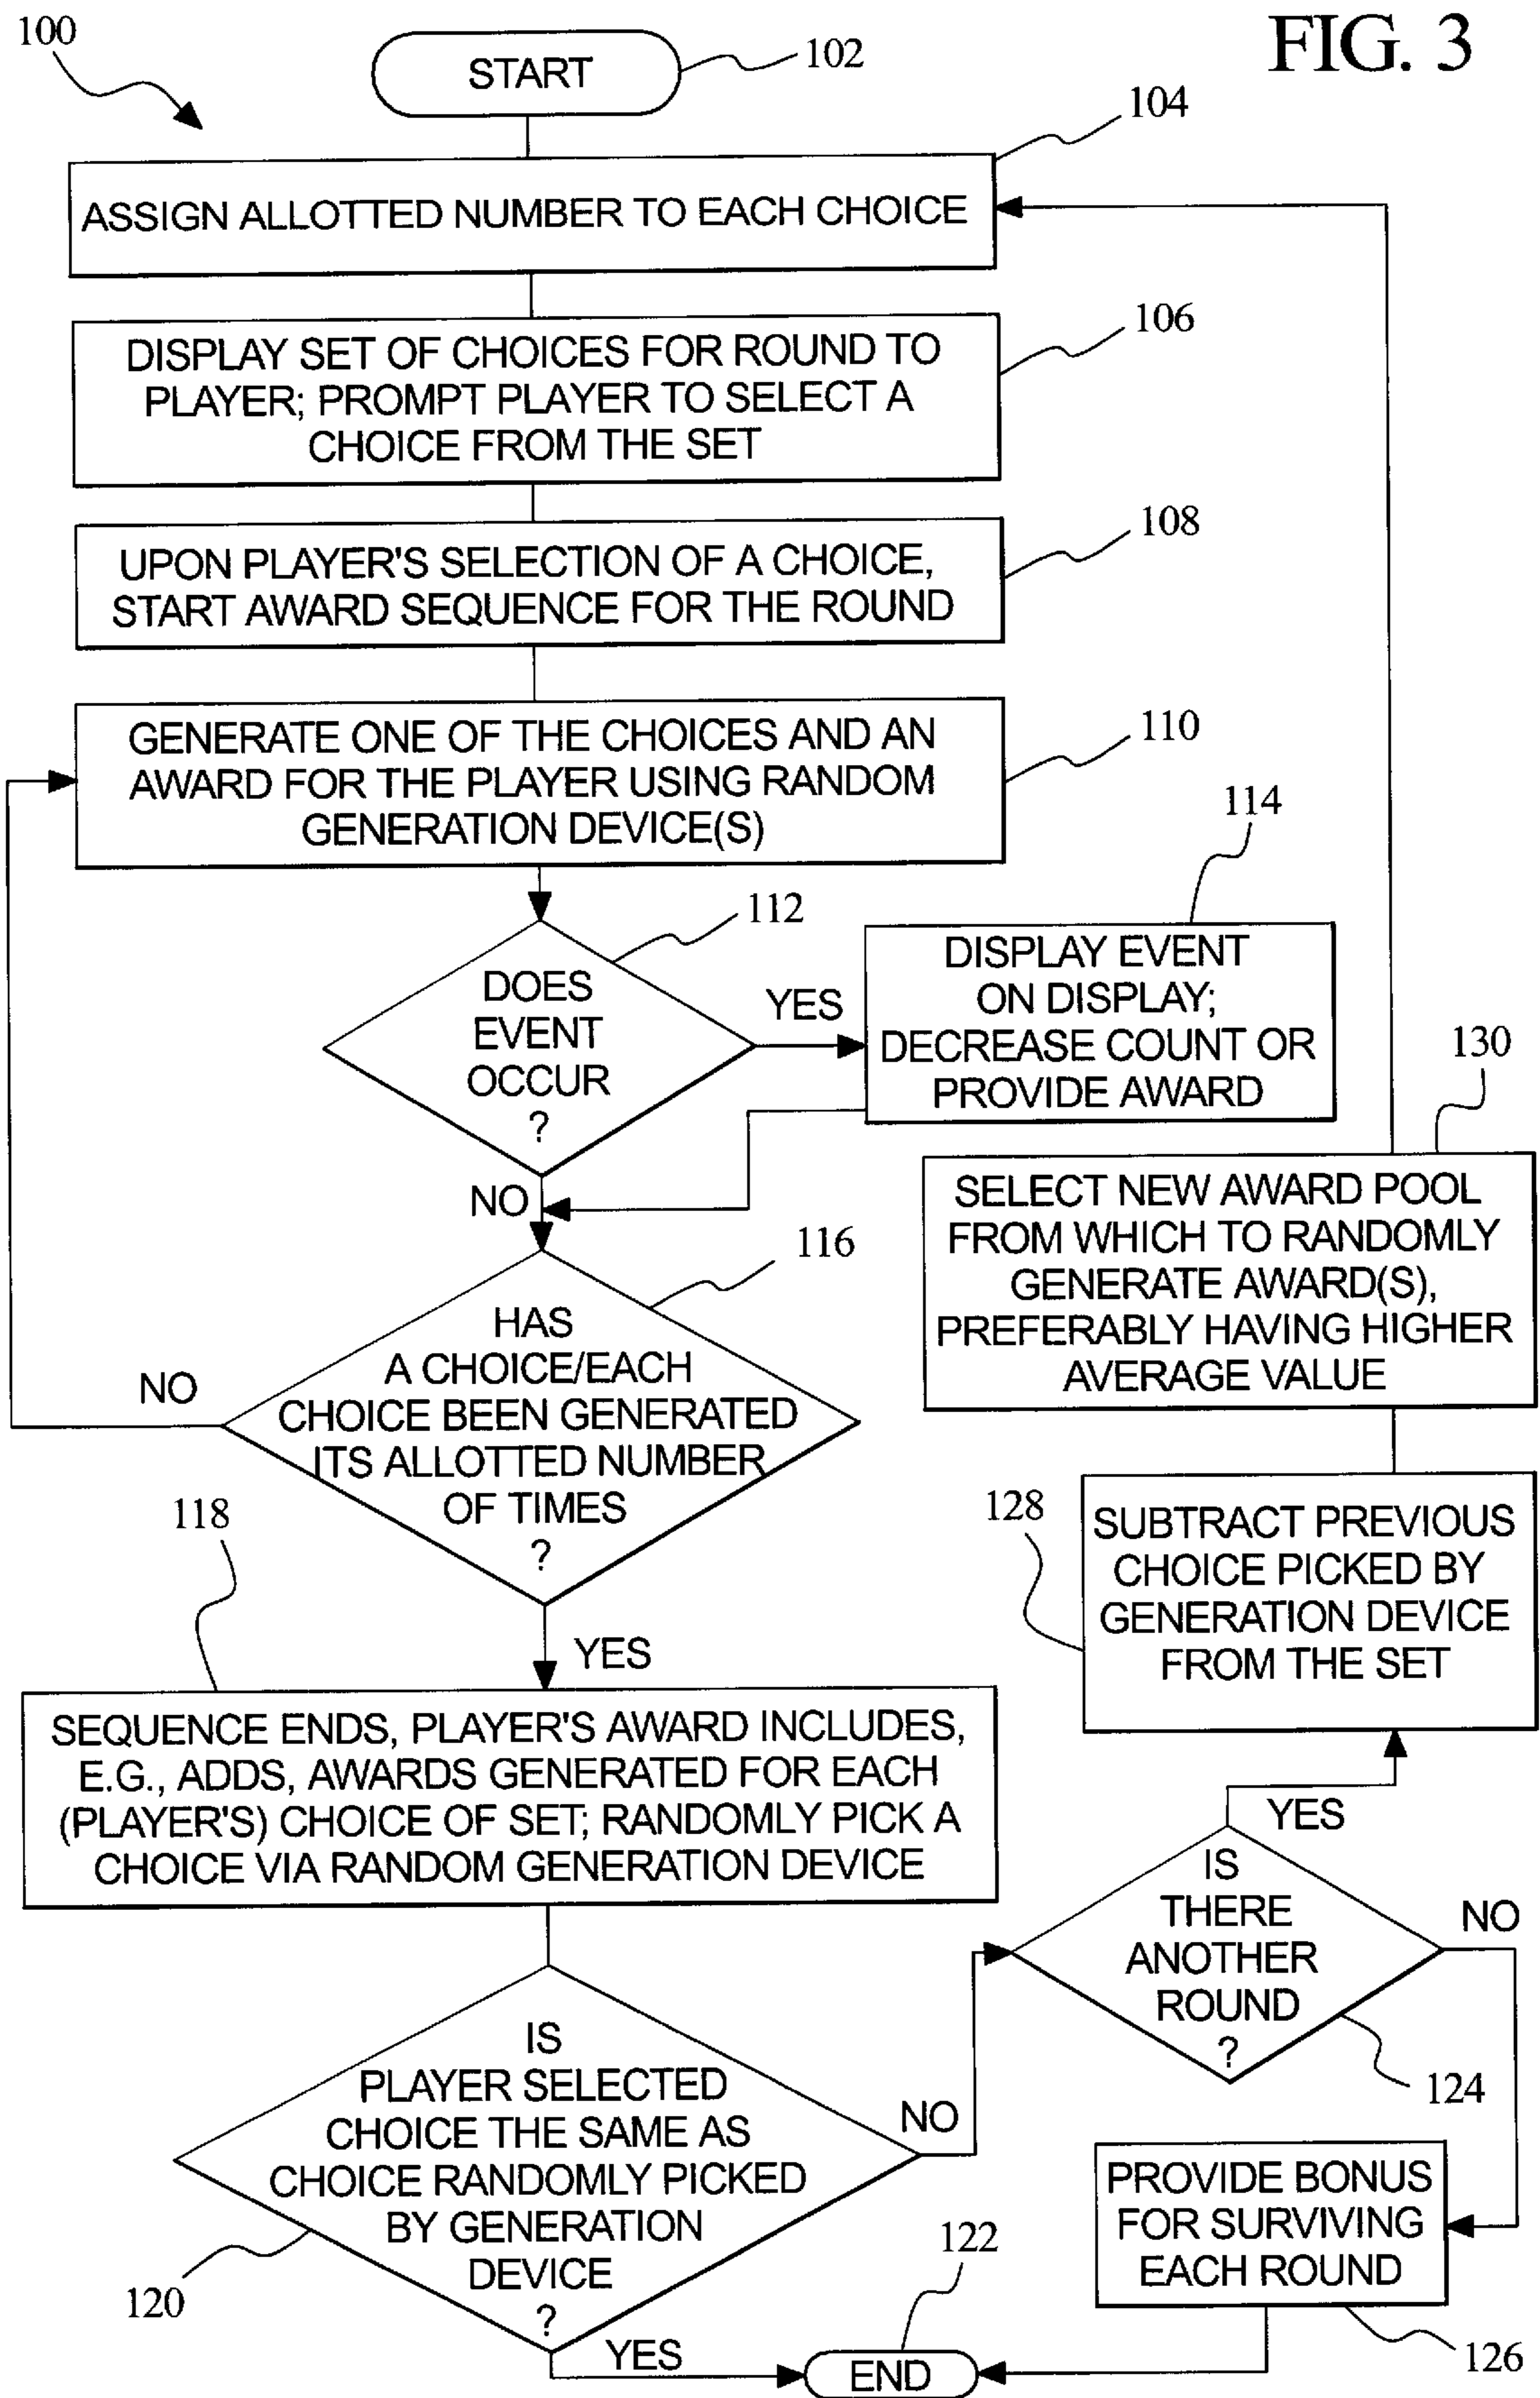 FIG. 3
100
START
102
104
ASSIGN ALLOTTED NUMBER TO EACH CHOICE
106
DISPLAY SET OF CHOICES FOR ROUND TO
PLAYER; PROMPT PLAYER TO SELECT A
CHOICE FROM THE SET
108
UPON PLAYER'S SELECTION OF A CHOICE,
START AWARD SEQUENCE FOR THE ROUND
110
GENERATE ONE OF THE CHOICES AND AN
AWARD FOR THE PLAYER USING RANDOM
GENERATION DEVICE(S)
112
DOES
EVENT
OCCUR
?
YES
NO
114
DISPLAY EVENT
ON DISPLAY;
DECREASE COUNT OR
PROVIDE AWARD
116
HAS
A CHOICE/EACH
CHOICE BEEN GENERATED
ITS ALLOTTED NUMBER
OF TIMES
?
NO
YES
118
SEQUENCE ENDS, PLAYER'S AWARD INCLUDES,
E.G., ADDS, AWARDS GENERATED FOR EACH
(PLAYER'S) CHOICE OF SET; RANDOMLY PICK A
CHOICE VIA RANDOM GENERATION DEVICE
IS
PLAYER SELECTED
CHOICE THE SAME AS
CHOICE RANDOMLY PICKED
BY GENERATION
DEVICE
?
120
NO
YES
122
END
IS
THERE
ANOTHER
ROUND
?
124
YES
NO
PROVIDE BONUS
FOR SURVIVING
EACH ROUND
126
128
SUBTRACT PREVIOUS
CHOICE PICKED BY
GENERATION DEVICE
FROM THE SET
130
SELECT NEW AWARD POOL
FROM WHICH TO RANDOMLY
GENERATE AWARD(S),
PREFERABLY HAVING HIGHER
AVERAGE VALUE